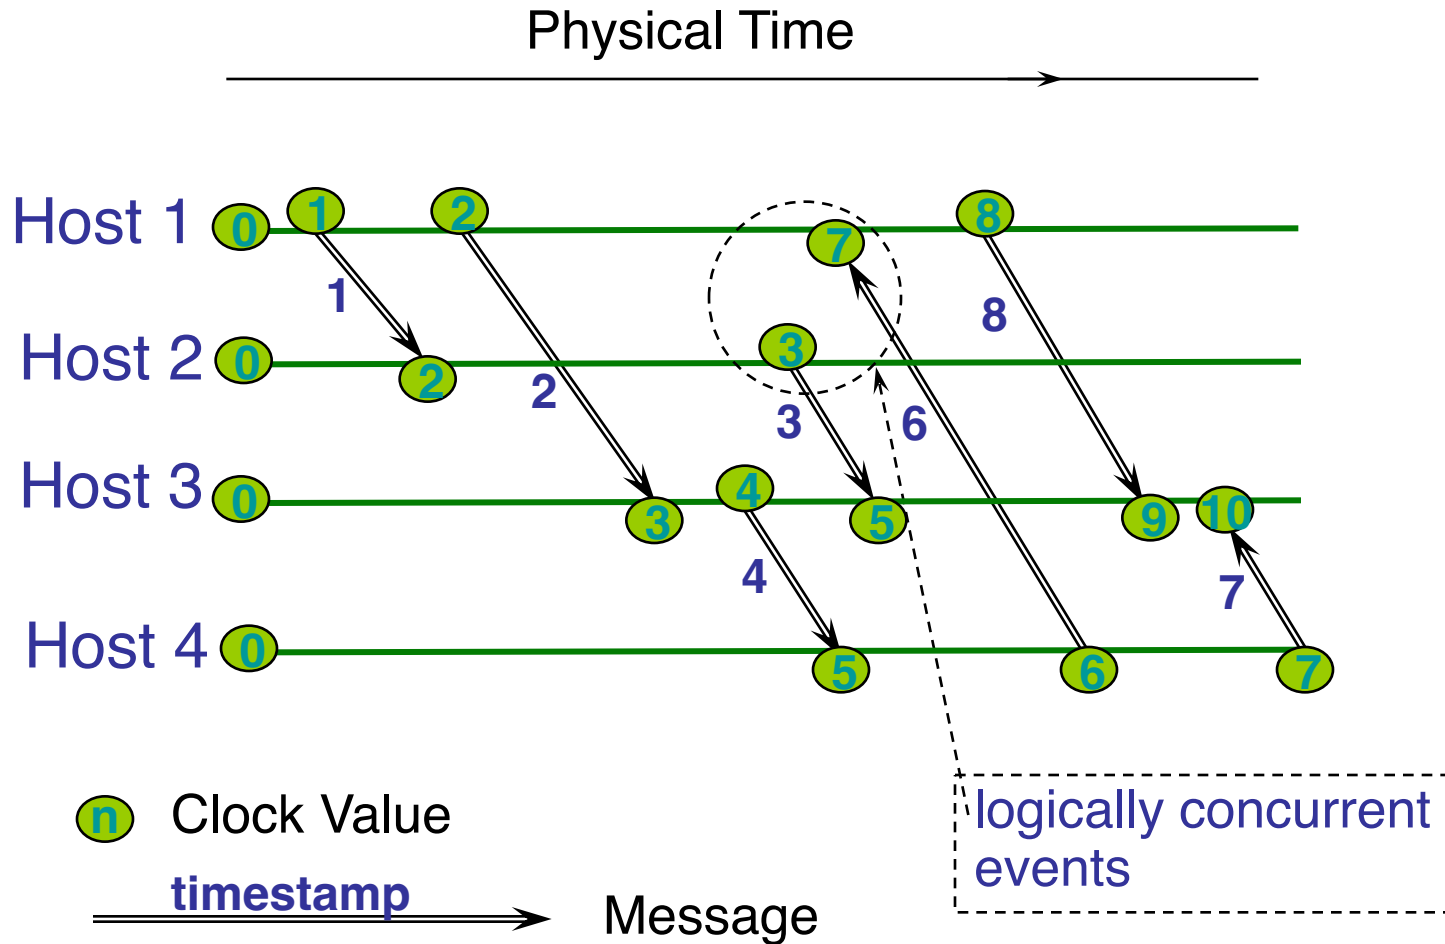 Physical Time
Host 1 0 1 2 7 8
1 8
Host 2 0 2 3
2 3 6
Host 3 0 3 4 5 9 10
4 7
Host 4 0 5 6 7
n Clock Value
timestamp
Message
logically concurrent
events